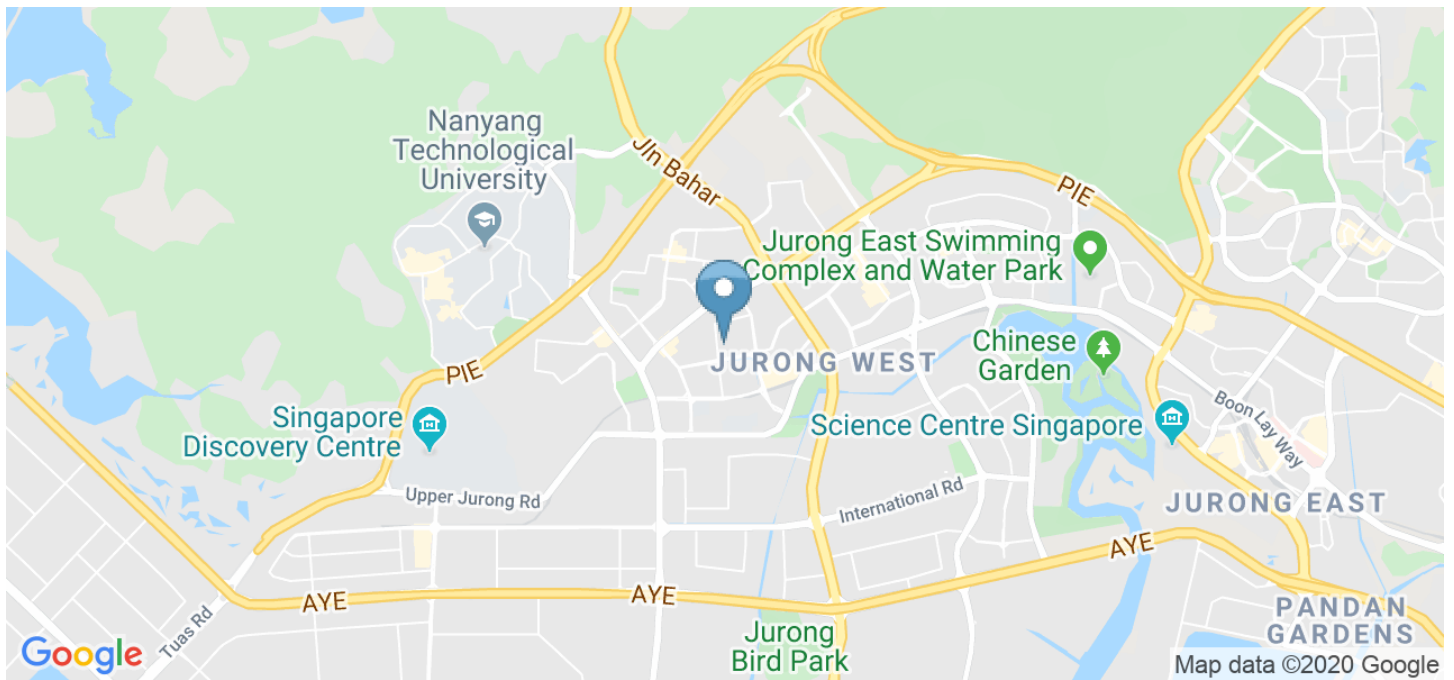 Nanyang
Technological
University
Jln Bahar
PIE
Jurong East Swimming
Complex and Water Park
JURONG WEST
Chinese
Garden
PIE
Singapore
Discovery Centre
Science Centre Singapore
Boon Lay Way
Upper Jurong Rd
International Rd
JURONG EAST
AYE
AYE
AYE
Tuas Rd
Jurong
Bird Park
PANDAN
GARDENS
Google
Map data ©2020 Google